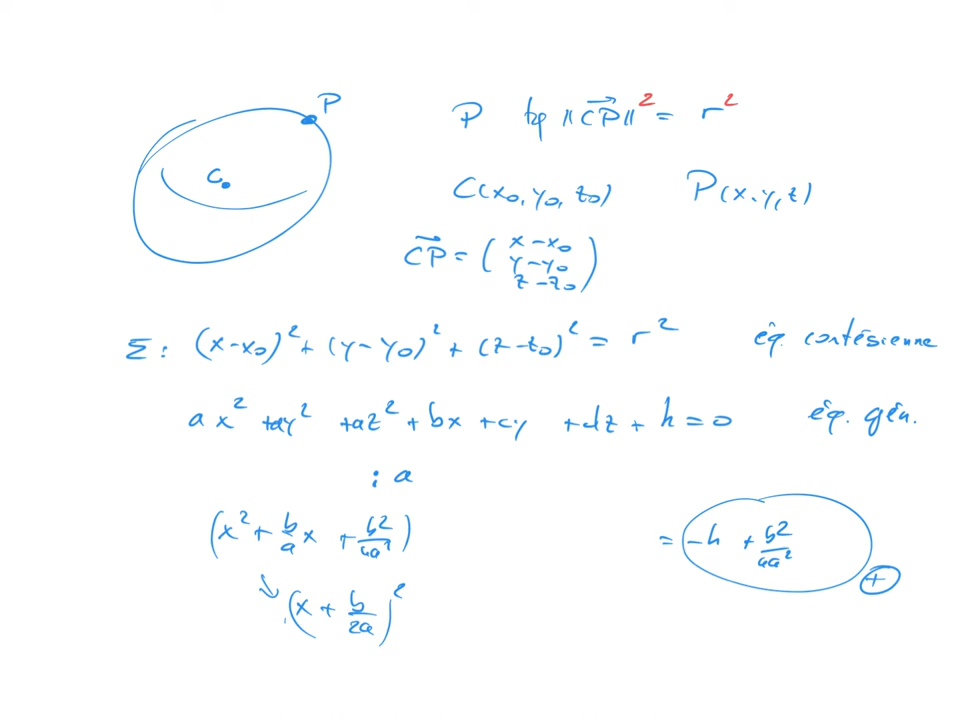 P
C
P tq ||CP||² = r²
C(x₀, y₀, z₀) P(x, y, z)
CP = (x - x₀
y - y₀
z - z₀)
Σ : (x-x₀)² + (y-y₀)² + (z-z₀)² = r² éq. cartésienne
ax² + ay² + az² + bx + cy + dz + h = 0 éq. gén.
: a
(x² + b/a x + b²/4a²) = -h + b²/4a² +
(x + b/2a)²